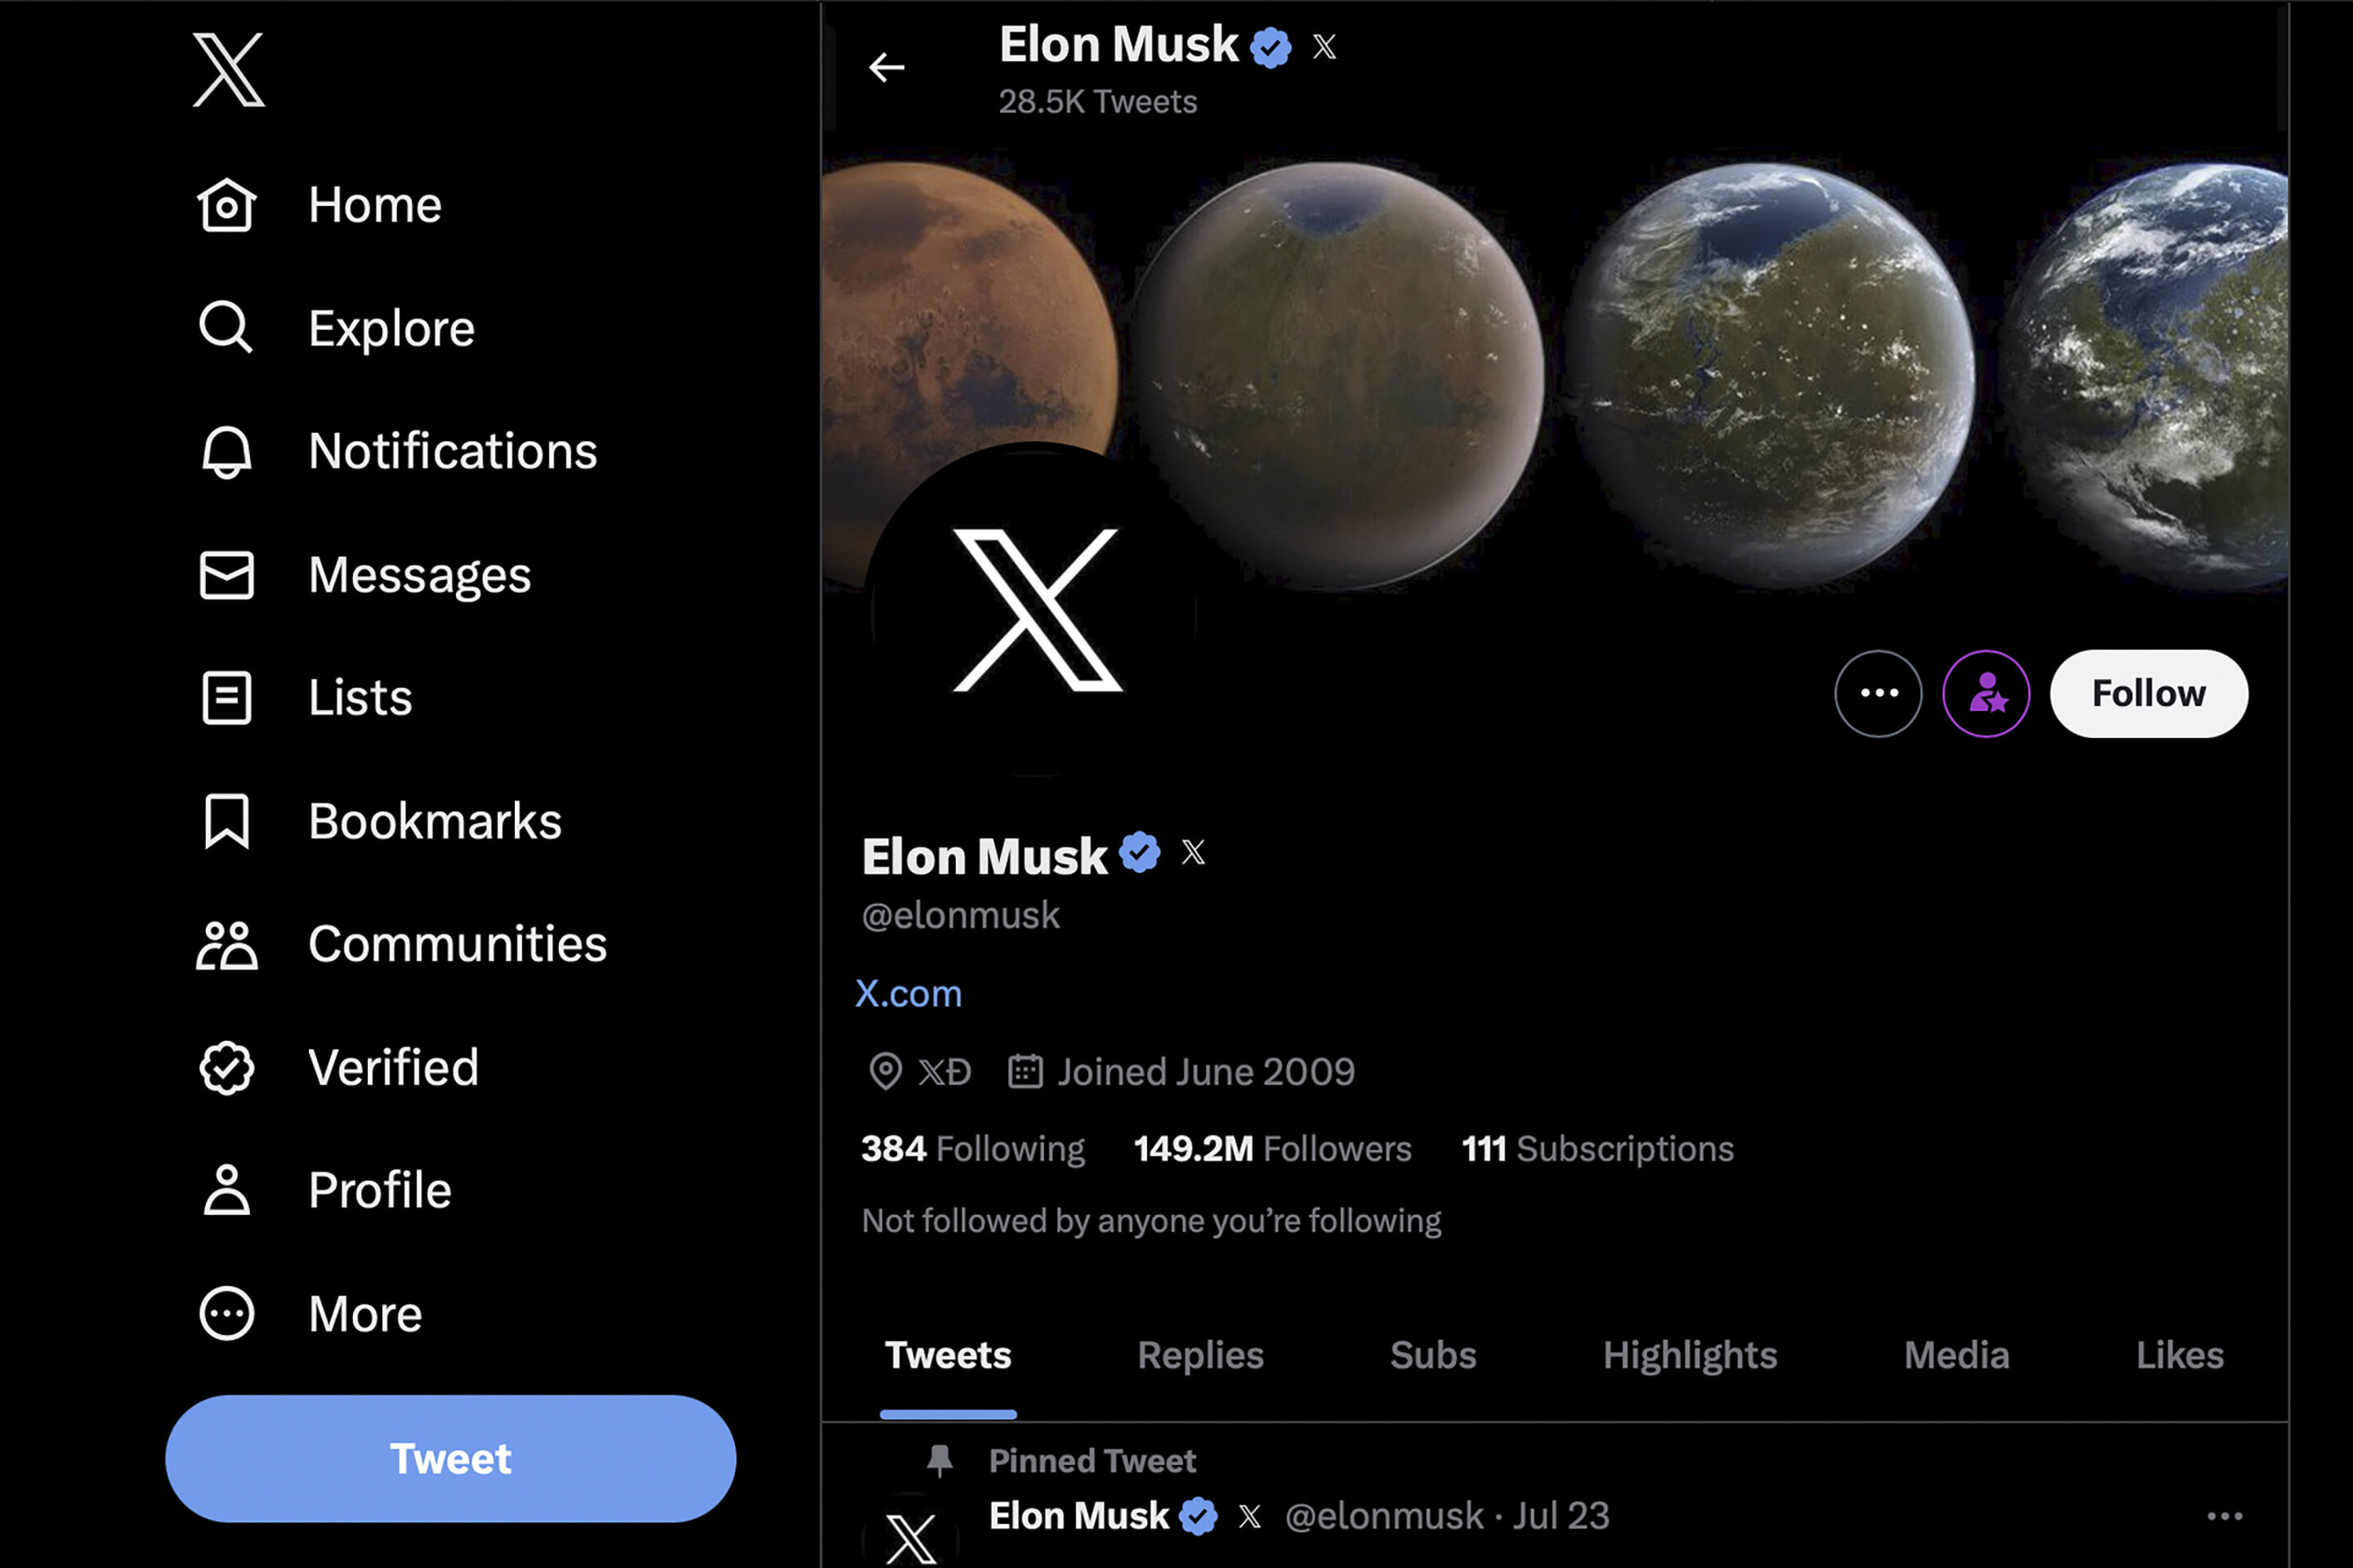 X
Home
Explore
Notifications
Messages
Lists
Bookmarks
Communities
Verified
Profile
More
Tweet
Elon Musk X
28.5K Tweets
X
Follow
Elon Musk X
@elonmusk
X.com
XĐ Joined June 2009
384 Following 149.2M Followers 111 Subscriptions
Not followed by anyone you’re following
Tweets Replies Subs Highlights Media Likes
Pinned Tweet
X Elon Musk X @elonmusk · Jul 23